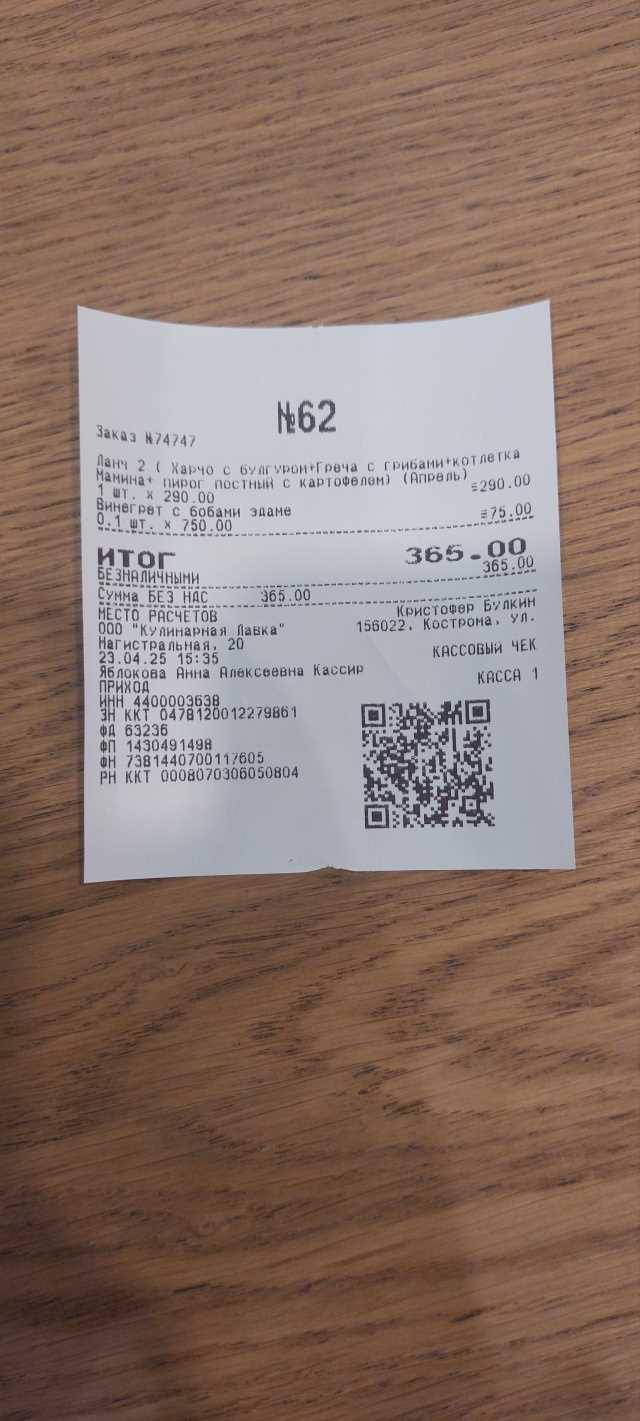 №62
Заказ №74747
Ланч 2 ( Харчо с булгуром+Греча с грибами+котлетка
Мамина+ пирог постный с картофелем) (Апрель)
1 шт. x 290.00 =290.00
Винегрет с бобами эдаме
0.1 шт. x 750.00 =75.00
ИТОГ 365.00
БЕЗНАЛИЧНЫМИ 365.00
Сумма БЕЗ НДС 365.00
МЕСТО РАСЧЕТОВ Кристофер Булкин
ООО "Кулинарная Лавка" 156022, Кострома, ул.
Магистральная, 20
23.04.25 15:35 КАССОВЫЙ ЧЕК
Яблокова Анна Алексеевна Кассир
ПРИХОД КАССА 1
ИНН 4400003638
ЗН ККТ 0478120012279861
ФД 63236
ФП 1430491498
ФН 7381440700117605
РН ККТ 0008070306050804